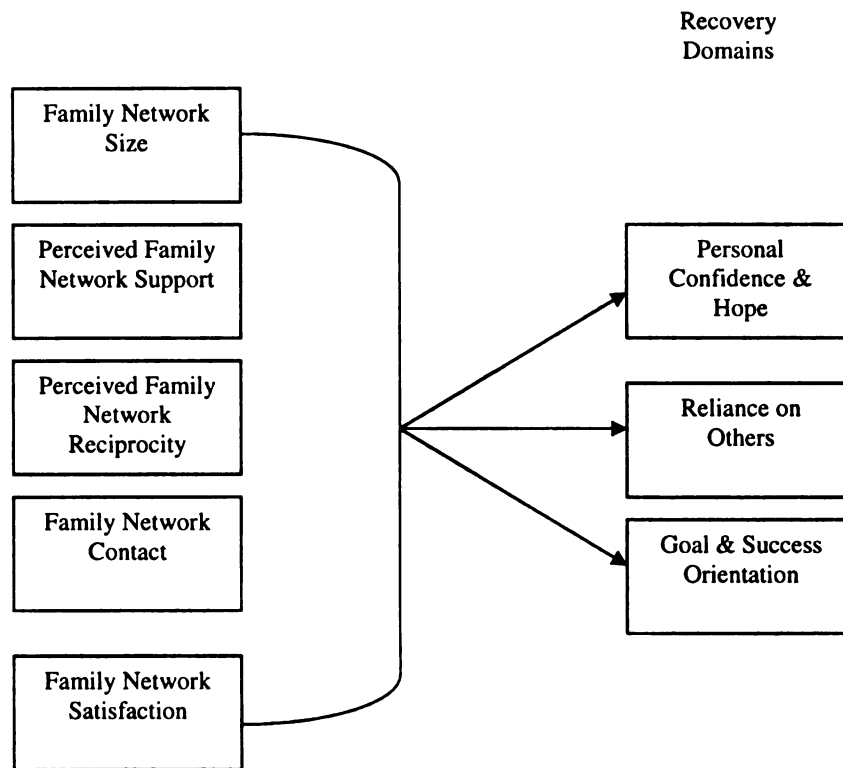 Recovery
Domains
Family Network
Size
Perceived Family
Network Support
Perceived Family
Network
Reciprocity
Family Network
Contact
Family Network
Satisfaction
Personal
Confidence &
Hope
Reliance on
Others
Goal & Success
Orientation